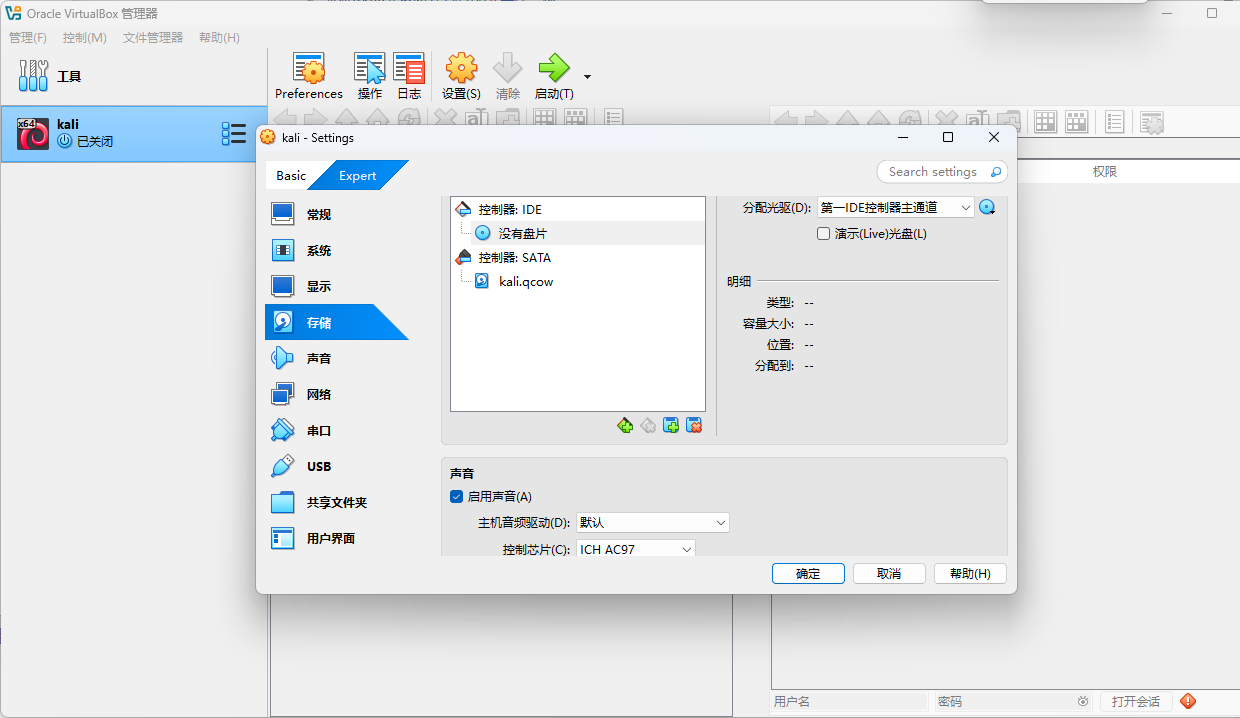 Oracle VirtualBox 管理器
管理(F) 控制(M) 文件管理器 帮助(H)
工具
Preferences 操作 日志 设置(S) 清除 启动(T)
x64
kali
已关闭
权限
kali - Settings
Basic Expert
Search settings
常规
系统
显示
存储
声音
网络
串口
USB
共享文件夹
用户界面
控制器: IDE
没有盘片
控制器: SATA
kali.qcow
分配光驱(D): 第一IDE控制器主通道
演示(Live)光盘(L)
明细
类型: --
容量大小: --
位置: --
分配到: --
声音
启用声音(A)
主机音频驱动(D): 默认
控制芯片(C): ICH AC97
确定 取消 帮助(H)
用户名 密码 打开会话